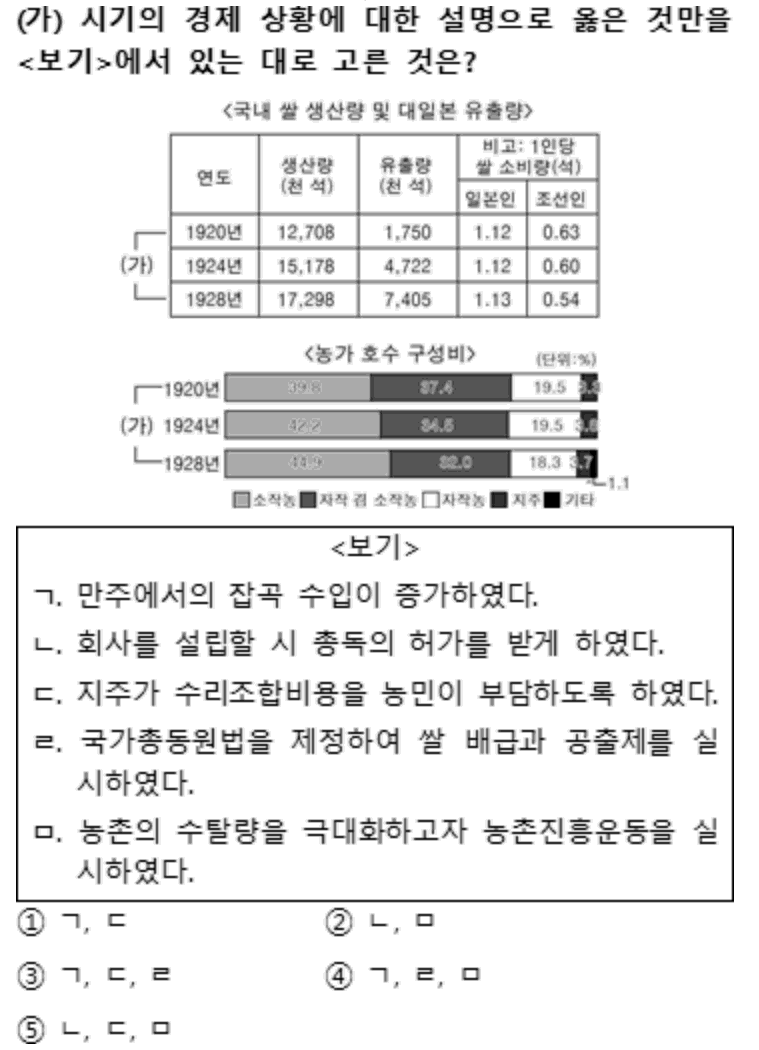 (가) 시기의 경제 상황에 대한 설명으로 옳은 것만을
<보기>에서 있는 대로 고른 것은?
<국내 쌀 생산량 및 대일본 유출량>
연도 생산량 (천 석) 유출량 (천 석) 비고: 1인당 쌀 소비량(석)
일본인 조선인
1920년 12,708 1,750 1.12 0.63
(가) 1924년 15,178 4,722 1.12 0.60
1928년 17,298 7,405 1.13 0.54
<농가 호수 구성비> (단위:%)
1920년 39.8 37.4 19.5 3.3
(가) 1924년 42.2 34.5 19.5 3.8
1928년 44.9 32.0 18.3 3.7
1.1
소작농 자작 겸 소작농 자작농 지주 기타
<보기>
ㄱ. 만주에서의 잡곡 수입이 증가하였다.
ㄴ. 회사를 설립할 시 총독의 허가를 받게 하였다.
ㄷ. 지주가 수리조합비용을 농민이 부담하도록 하였다.
ㄹ. 국가총동원법을 제정하여 쌀 배급과 공출제를 실
시하였다.
ㅁ. 농촌의 수탈량을 극대화하고자 농촌진흥운동을 실
시하였다.
① ㄱ, ㄷ ② ㄴ, ㅁ
③ ㄱ, ㄷ, ㄹ ④ ㄱ, ㄹ, ㅁ
⑤ ㄴ, ㄷ, ㅁ